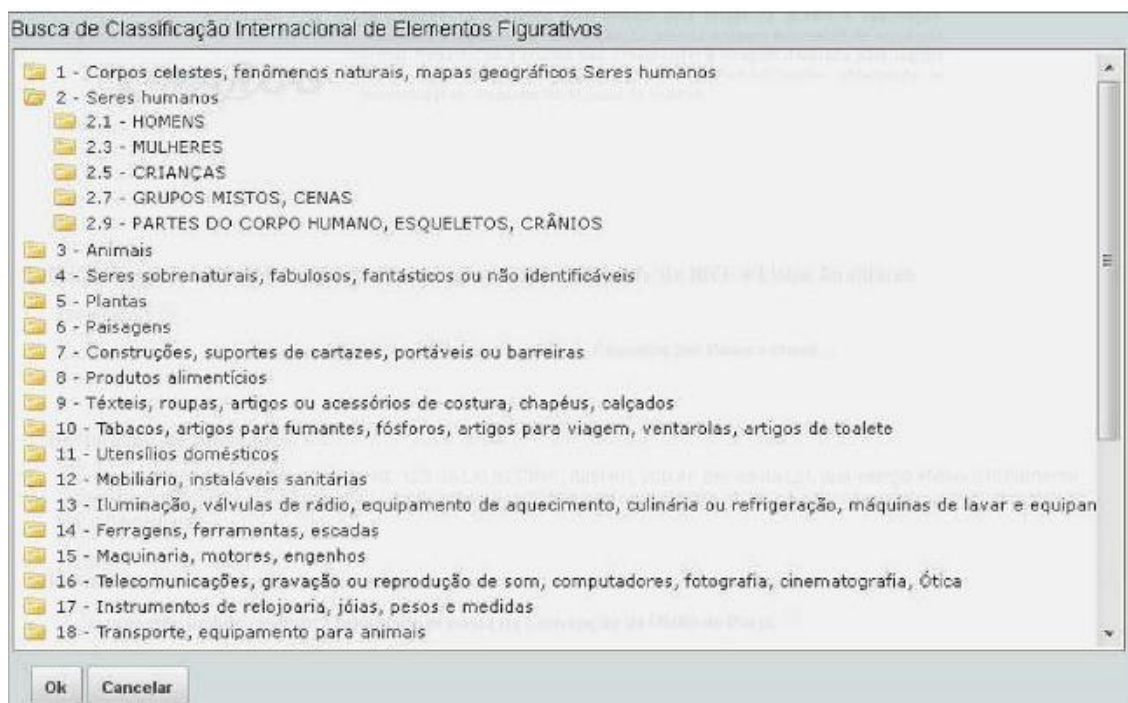 Busca de Classificação Internacional de Elementos Figurativos
1 - Corpos celestes, fenômenos naturais, mapas geográficos Seres humanos
2 - Seres humanos
2.1 - HOMENS
2.3 - MULHERES
2.5 - CRIANÇAS
2.7 - GRUPOS MISTOS, CENAS
2.9 - PARTES DO CORPO HUMANO, ESQUELETOS, CRÂNIOS
3 - Animais
4 - Seres sobrenaturais, fabulosos, fantásticos ou não identificáveis
5 - Plantas
6 - Paisagens
7 - Construções, suportes de cartazes, portáveis ou barreiras
8 - Produtos alimentícios
9 - Téxteis, roupas, artigos ou acessórios de costura, chapéus, calçados
10 - Tabacos, artigos para fumantes, fósforos, artigos para viagem, ventarolas, artigos de toalete
11 - Utensílios domésticos
12 - Mobiliário, instaláveis sanitárias
13 - Iluminação, válvulas de rádio, equipamento de aquecimento, culinária ou refrigeração, máquinas de lavar e equipan
14 - Ferragens, ferramentas, escadas
15 - Maquinaria, motores, engenhos
16 - Telecomunicações, gravação ou reprodução de som, computadores, fotografia, cinematografia, Ótica
17 - Instrumentos de relojoaria, jóias, pesos e medidas
18 - Transporte, equipamento para animais
Ok Cancelar